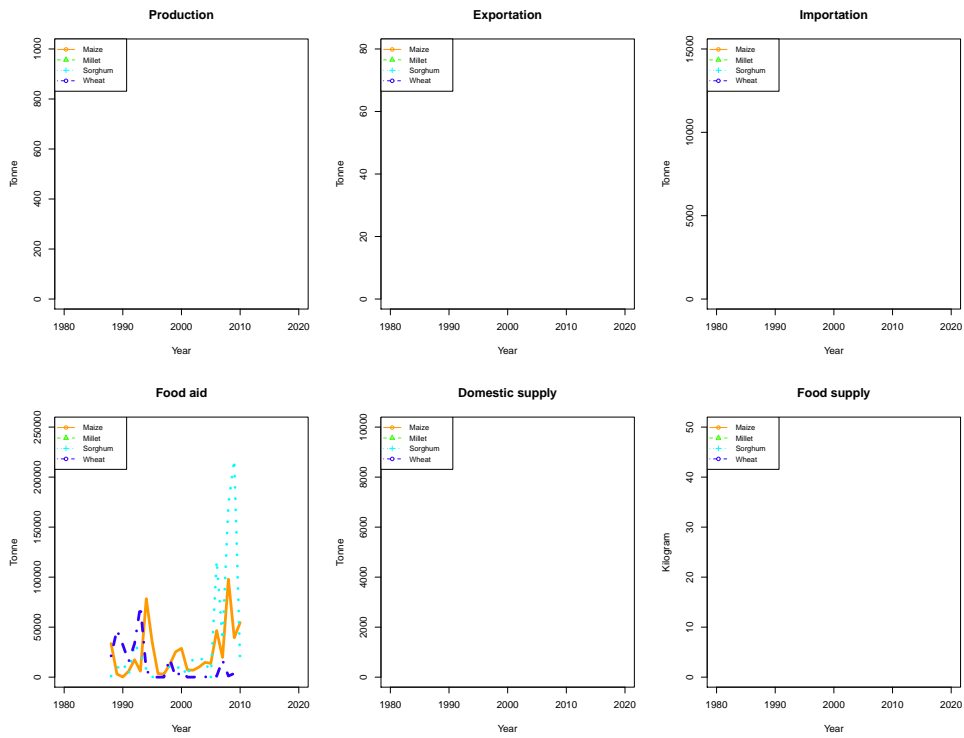 Production
Exportation
Importation
Tonne
0 200 400 600 800 1000
Maize
Millet
Sorghum
Wheat
1980 1990 2000 2010 2020
Year
Tonne
0 20 40 60 80
Maize
Millet
Sorghum
Wheat
1980 1990 2000 2010 2020
Year
Tonne
0 5000 10000 15000
Maize
Millet
Sorghum
Wheat
1980 1990 2000 2010 2020
Year
Food aid
Domestic supply
Food supply
Tonne
0 50000 100000 150000 200000 250000
Maize
Millet
Sorghum
Wheat
1980 1990 2000 2010 2020
Year
Tonne
0 2000 4000 6000 8000 10000
Maize
Millet
Sorghum
Wheat
1980 1990 2000 2010 2020
Year
Kilogram
0 10 20 30 40 50
Maize
Millet
Sorghum
Wheat
1980 1990 2000 2010 2020
Year